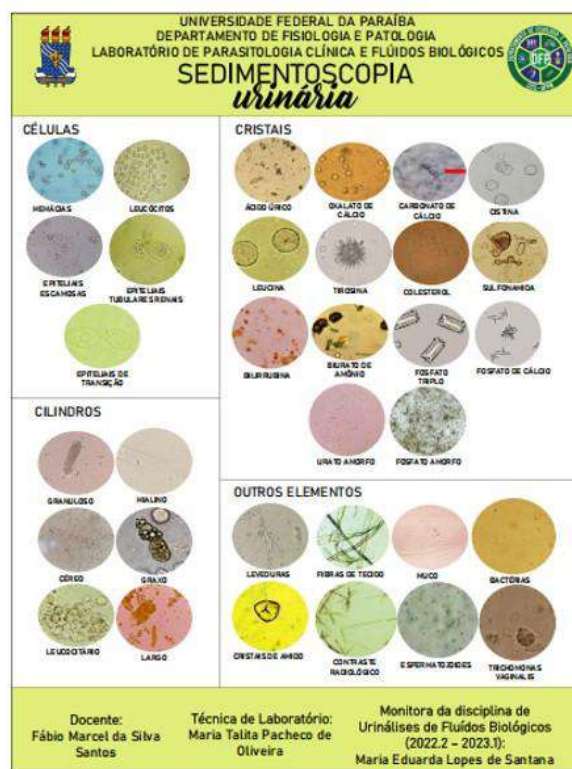 UNIVERSIDADE FEDERAL DA PARAÍBA
DEPARTAMENTO DE FISIOLOGIA E PATOLOGIA
LABORATÓRIO DE PARASITOLOGIA CLÍNICA E FLÚIDOS BIOLÓGICOS
SEDIMENTOSCOPIA
urinária
CÉLULAS
HEMÁCIAS
LEUCÓCITOS
EPITELIAIS
ESCAMOSAS
EPITELIAIS
TUBULARES RENAIS
EPITELIAIS DE
TRANSIÇÃO
CILINDROS
GRANULOSO
HIALINO
CÉREO
GRAXO
LEUCOCITÁRIO
LARGO
CRISTAIS
ÁCIDO ÚRICO
OXALATO DE
CÁLCIO
CARBONATO DE
CÁLCIO
CISTINA
LEUCINA
TIROSINA
COLESTEROL
SULFONAMICA
BILIRRUBINA
BIURATO DE
AMÔNIO
FOSFATO
TRIPLO
FOSFATO DE CÁLCIO
URATO AMORFO
FOSFATO AMORFO
OUTROS ELEMENTOS
LEVEDURAS
FIBRAS DE TECIDO
MUCO
BACTÉRIAS
CRISTAIS DE AMIDO
CONTRASTE
RADIOLÓGICO
ESPERMATOZOIDES
TRICHOMONAS
VAGINALIS
Docente:
Fábio Marcel da Silva
Santos
Técnica de Laboratório:
Maria Talita Pacheco de
Oliveira
Monitora da disciplina de
Urinálises de Fluídos Biológicos
(2022.2 – 2023.1):
Maria Eduarda Lopes de Santana